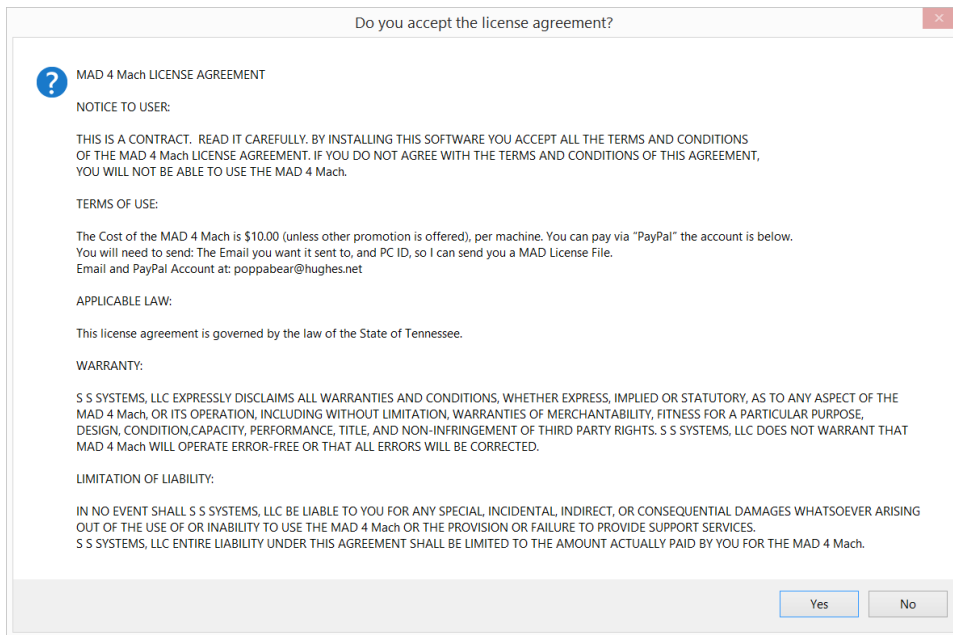 Do you accept the license agreement?
MAD 4 Mach LICENSE AGREEMENT
NOTICE TO USER:
THIS IS A CONTRACT.  READ IT CAREFULLY. BY INSTALLING THIS SOFTWARE YOU ACCEPT ALL THE TERMS AND CONDITIONS
OF THE MAD 4 Mach LICENSE AGREEMENT. IF YOU DO NOT AGREE WITH THE TERMS AND CONDITIONS OF THIS AGREEMENT,
YOU WILL NOT BE ABLE TO USE THE MAD 4 Mach.
TERMS OF USE:
The Cost of the MAD 4 Mach is $10.00 (unless other promotion is offered), per machine. You can pay via “PayPal” the account is below.
You will need to send: The Email you want it sent to, and PC ID, so I can send you a MAD License File.
Email and PayPal Account at: poppabear@hughes.net
APPLICABLE LAW:
This license agreement is governed by the law of the State of Tennessee.
WARRANTY:
S S SYSTEMS, LLC EXPRESSLY DISCLAIMS ALL WARRANTIES AND CONDITIONS, WHETHER EXPRESS, IMPLIED OR STATUTORY, AS TO ANY ASPECT OF THE
MAD 4 Mach, OR ITS OPERATION, INCLUDING WITHOUT LIMITATION, WARRANTIES OF MERCHANTABILITY, FITNESS FOR A PARTICULAR PURPOSE,
DESIGN, CONDITION,CAPACITY, PERFORMANCE, TITLE, AND NON-INFRINGEMENT OF THIRD PARTY RIGHTS. S S SYSTEMS, LLC DOES NOT WARRANT THAT
MAD 4 Mach WILL OPERATE ERROR-FREE OR THAT ALL ERRORS WILL BE CORRECTED.
LIMITATION OF LIABILITY:
IN NO EVENT SHALL S S SYSTEMS, LLC BE LIABLE TO YOU FOR ANY SPECIAL, INCIDENTAL, INDIRECT, OR CONSEQUENTIAL DAMAGES WHATSOEVER ARISING
OUT OF THE USE OF OR INABILITY TO USE THE MAD 4 Mach OR THE PROVISION OR FAILURE TO PROVIDE SUPPORT SERVICES.
S S SYSTEMS, LLC ENTIRE LIABILITY UNDER THIS AGREEMENT SHALL BE LIMITED TO THE AMOUNT ACTUALLY PAID BY YOU FOR THE MAD 4 Mach.
Yes No